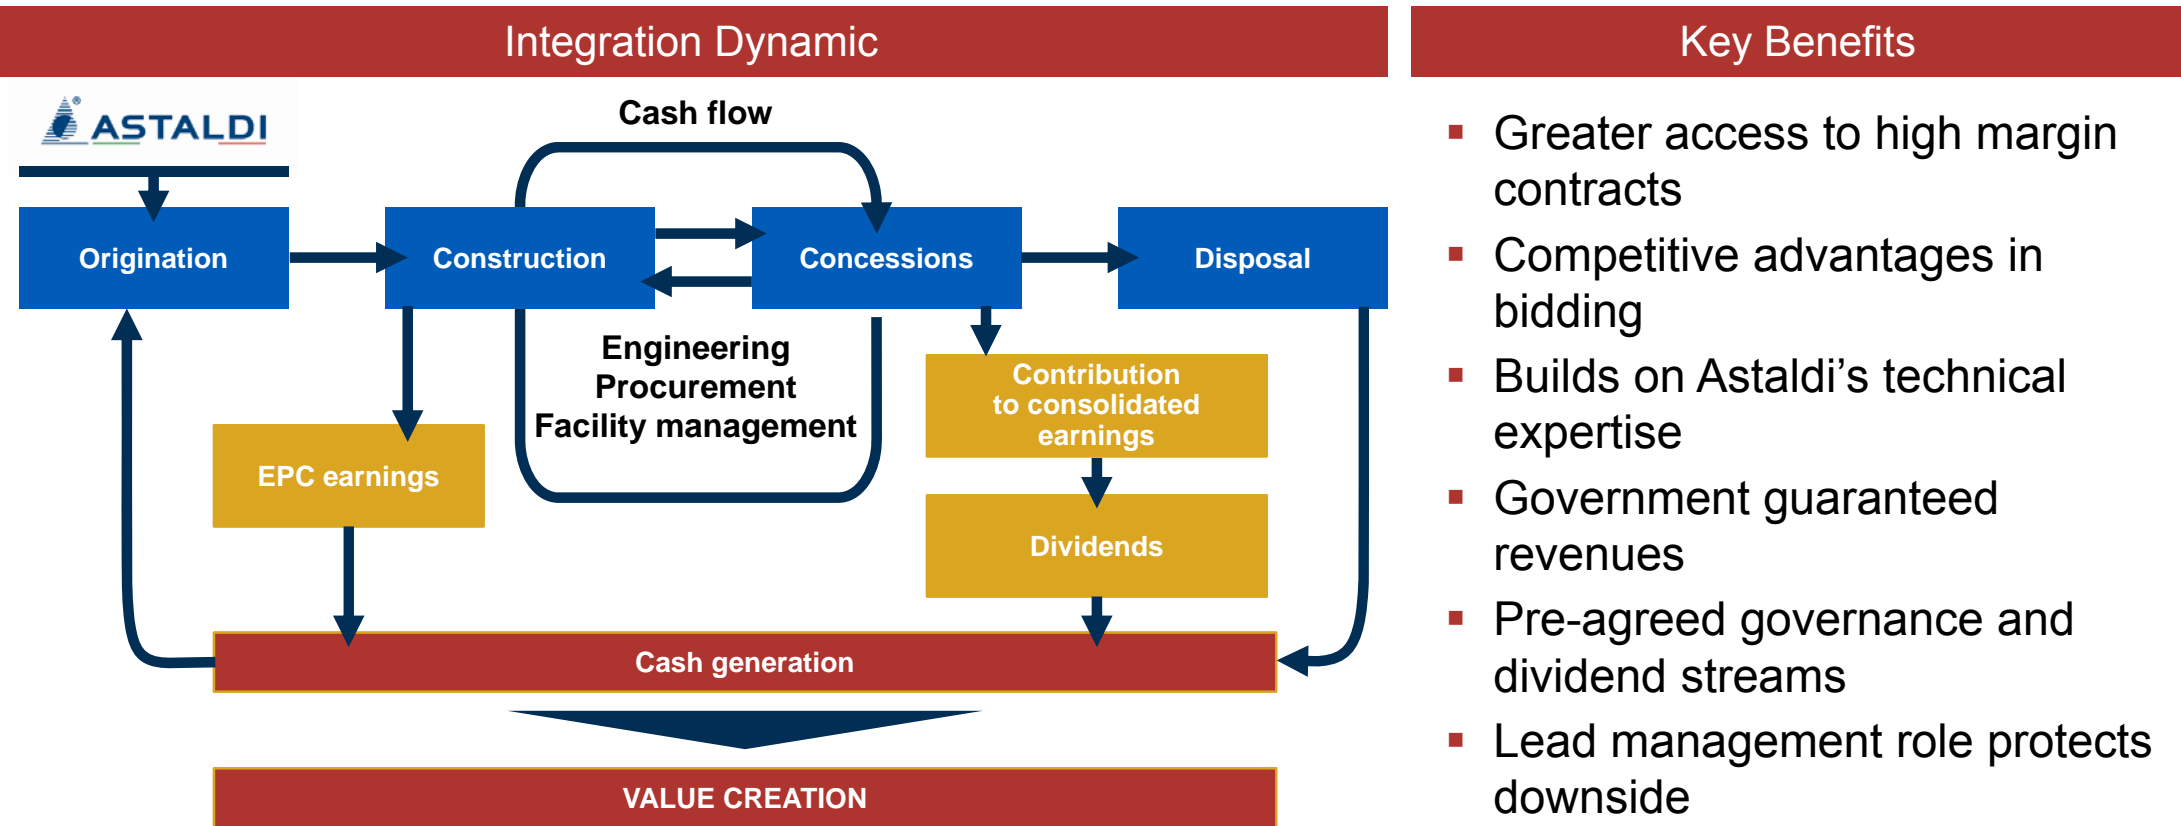 Integration Dynamic
Key Benefits
ASTALDI
Cash flow
Origination
Construction
Concessions
Disposal
Engineering
Procurement
Facility management
Contribution
to consolidated
earnings
EPC earnings
Dividends
Cash generation
VALUE CREATION
▪ Greater access to high margin
contracts
▪ Competitive advantages in
bidding
▪ Builds on Astaldi’s technical
expertise
▪ Government guaranteed
revenues
▪ Pre-agreed governance and
dividend streams
▪ Lead management role protects
downside